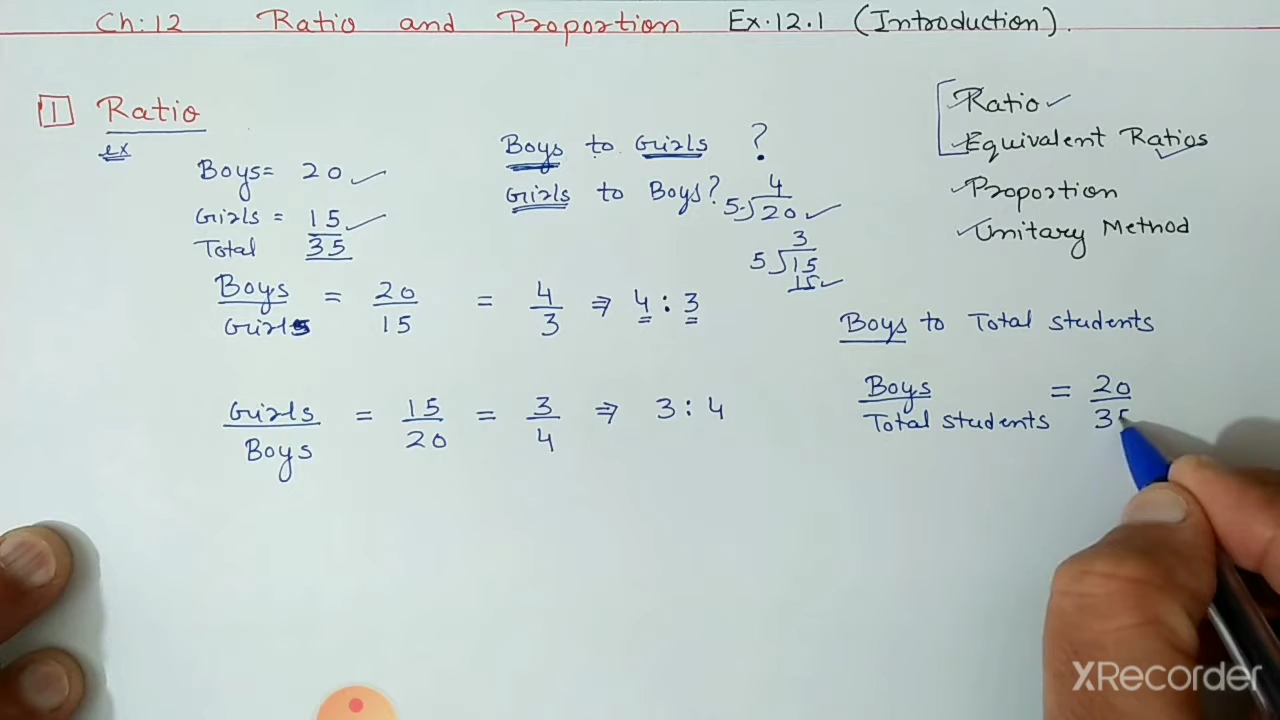 Ch:12 Ratio and Proportion Ex.12.1 (Introduction).
1 Ratio
ex
Boys = 20
Girls = 15
Total 35
Boys to Girls ?
Girls to Boys?
4
5)20
3
5)15
15
Ratio
Equivalent Ratios
Proportion
Unitary Method
Boys/Girls = 20/15 = 4/3 ⇒ 4 : 3
Girls/Boys = 15/20 = 3/4 ⇒ 3 : 4
Boys to Total students
Boys/Total students = 20/35
XRecorder